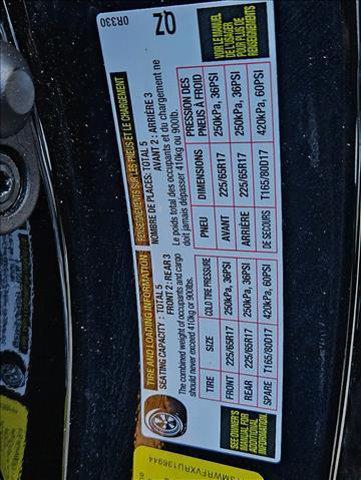 TIRE AND LOADING INFORMATION
SEATING CAPACITY : TOTAL 5
FRONT 2 : REAR 3
The combined weight of occupants and cargo
should never exceed 410kg or 900lbs.
TIRE SIZE COLD TIRE PRESSURE
FRONT 225/65R17 250kPa, 36PSI
REAR 225/65R17 250kPa, 36PSI
SPARE T165/80D17 420kPa, 60PSI
SEE OWNER'S
MANUAL FOR
ADDITIONAL
INFORMATION
RENSEIGNEMENTS SUR LES PNEUS ET LE CHARGEMENT
NOMBRE DE PLACES: TOTAL 5
AVANT 2 : ARRIÈRE 3
Le poids total des occupants et du chargement ne
doit jamais dépasser 410kg ou 900lb.
PNEU DIMENSIONS PRESSION DES
PNEUS À FROID
AVANT 225/65R17 250kPa, 36PSI
ARRIÈRE 225/65R17 250kPa, 36PSI
DE SECOURS T165/80D17 420kPa, 60PSI
VOIR LE MANUEL
DE L'USAGER
POUR PLUS DE
RENSEIGNEMENTS
0R330
QZ